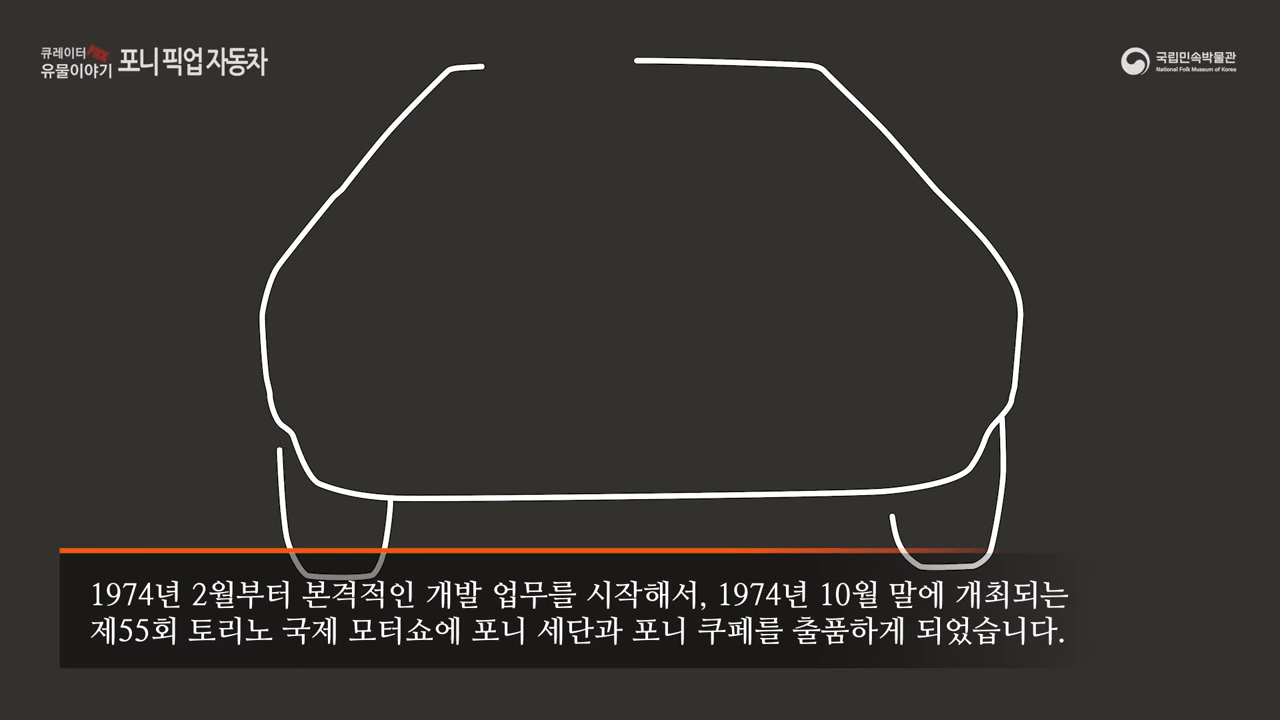 큐레이터
유물이야기 포니 픽업 자동차
국립민속박물관
National Folk Museum of Korea
1974년 2월부터 본격적인 개발 업무를 시작해서, 1974년 10월 말에 개최되는
제55회 토리노 국제 모터쇼에 포니 세단과 포니 쿠페를 출품하게 되었습니다.